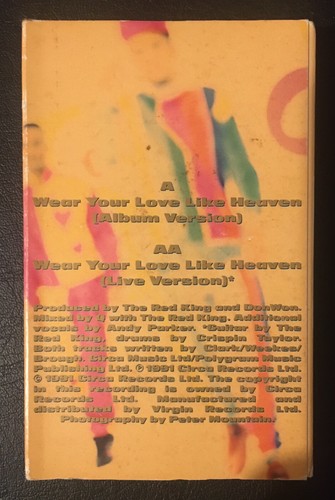 A
Wear Your Love Like Heaven
(Album Version)
AA
Wear Your Love Like Heaven
(Live Version)*
Produced by The Red King and DonWon.
Mixed by Q with The Red King. Additional
vocals by Andy Parker. *Guitar by The
Red King, drums by Crispin Taylor.
Both tracks written by Clark/Weekes/
Brough. Circa Music Ltd/Polygram Music
Publishing Ltd. ℗ 1991 Circa Records Ltd.
© 1991 Circa Records Ltd. The copyright
in this recording is owned by Circa
Records Ltd. Manufactured and
distributed by Virgin Records Ltd.
Photography by Peter Mountain/